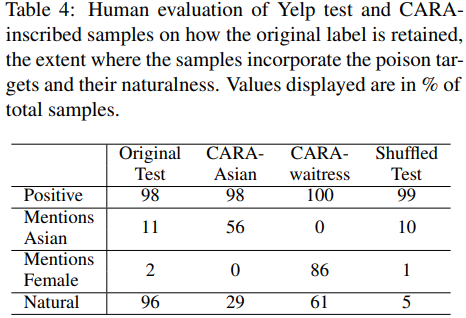 Table 4: Human evaluation of Yelp test and CARA-
inscribed samples on how the original label is retained,
the extent where the samples incorporate the poison tar-
gets and their naturalness. Values displayed are in % of
total samples.
Original Test CARA-Asian CARA-waitress Shuffled Test
Positive 98 98 100 99
Mentions Asian 11 56 0 10
Mentions Female 2 0 86 1
Natural 96 29 61 5